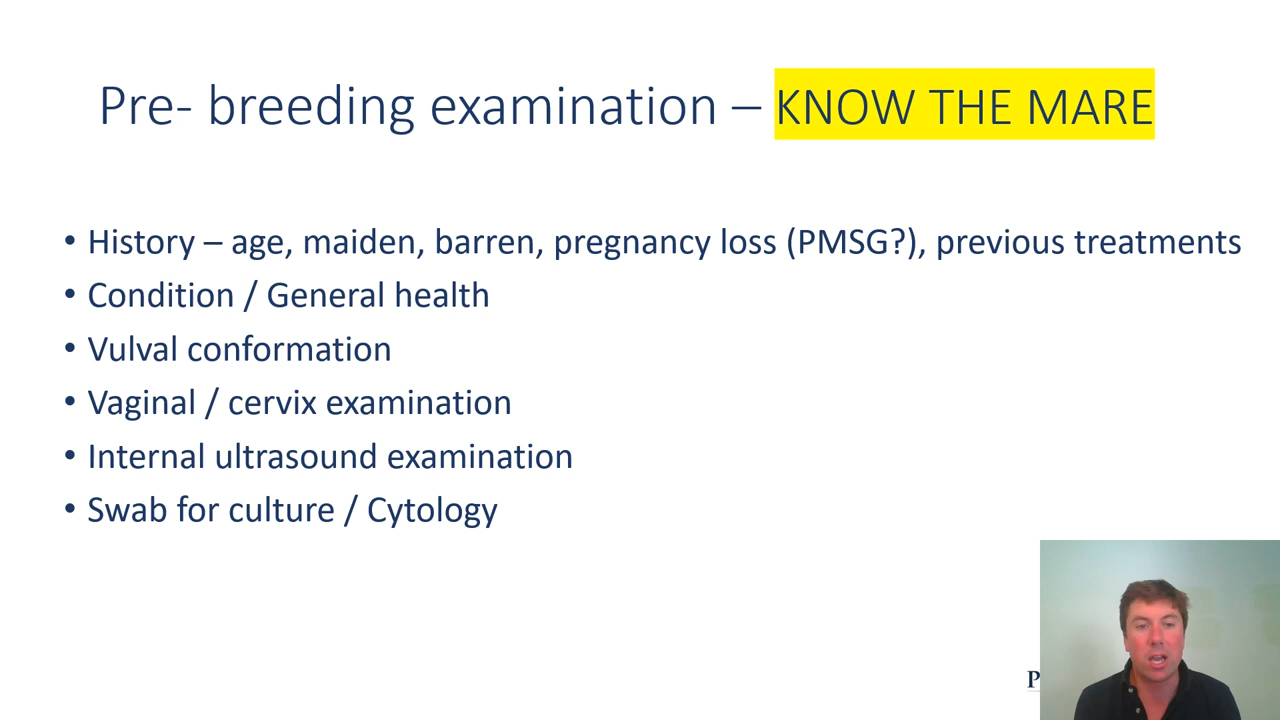 Pre- breeding examination – KNOW THE MARE
• History – age, maiden, barren, pregnancy loss (PMSG?), previous treatments
• Condition / General health
• Vulval conformation
• Vaginal / cervix examination
• Internal ultrasound examination
• Swab for culture / Cytology
P